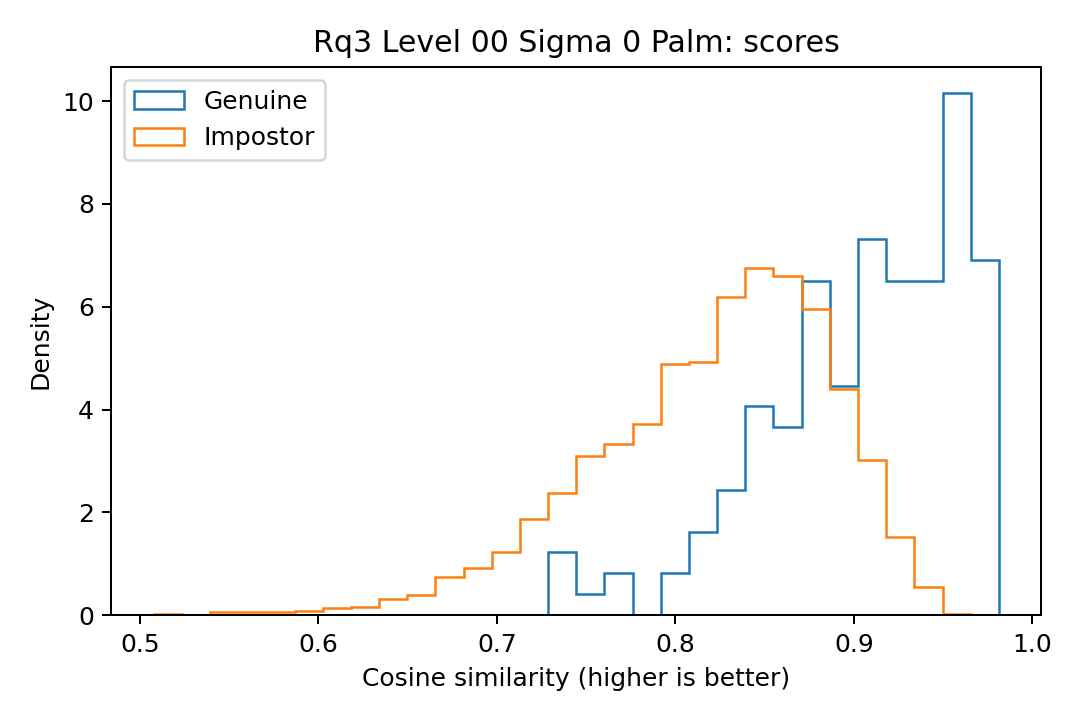 Rq3 Level 00 Sigma 0 Palm: scores
Genuine
Impostor
10
8
6
4
2
0
Density
0.5 0.6 0.7 0.8 0.9 1.0
Cosine similarity (higher is better)